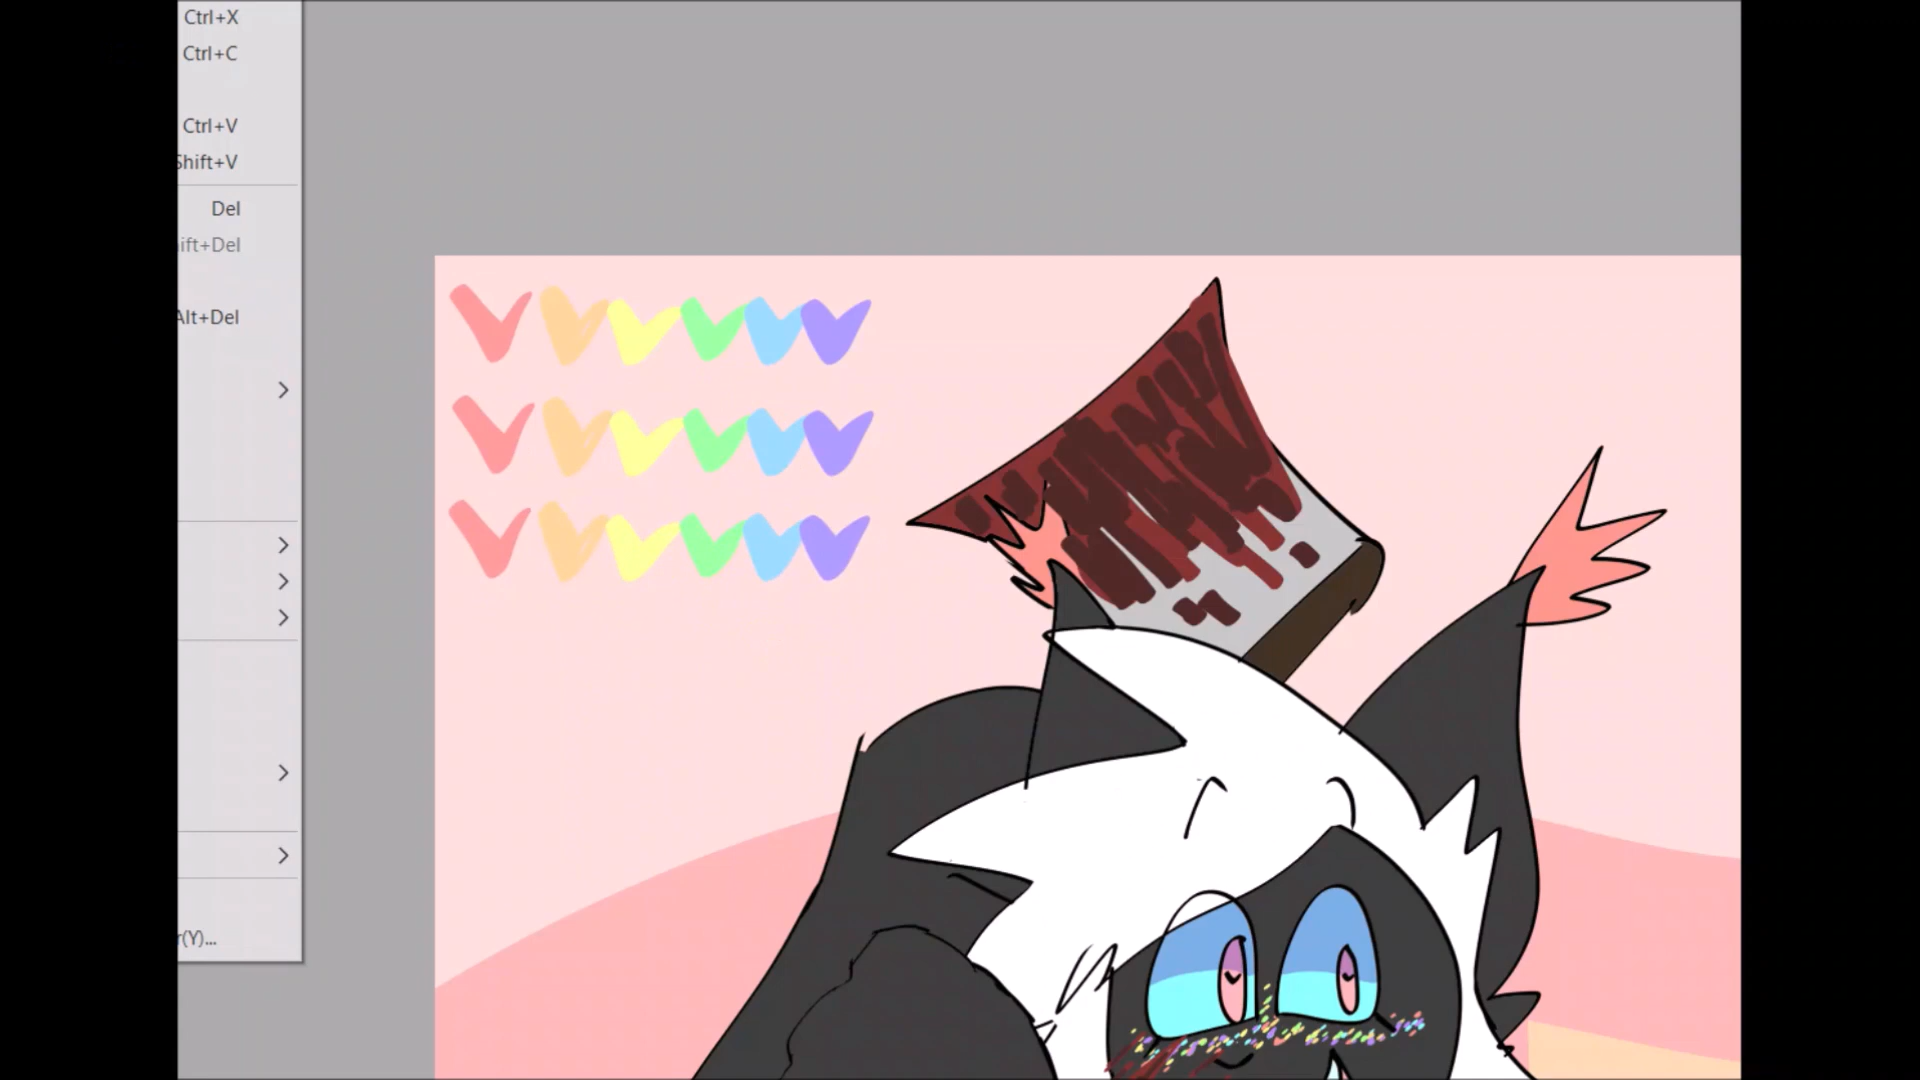 Ctrl+X
Ctrl+C
Ctrl+V
Shift+V
Del
ift+Del
Alt+Del
r(Y)...